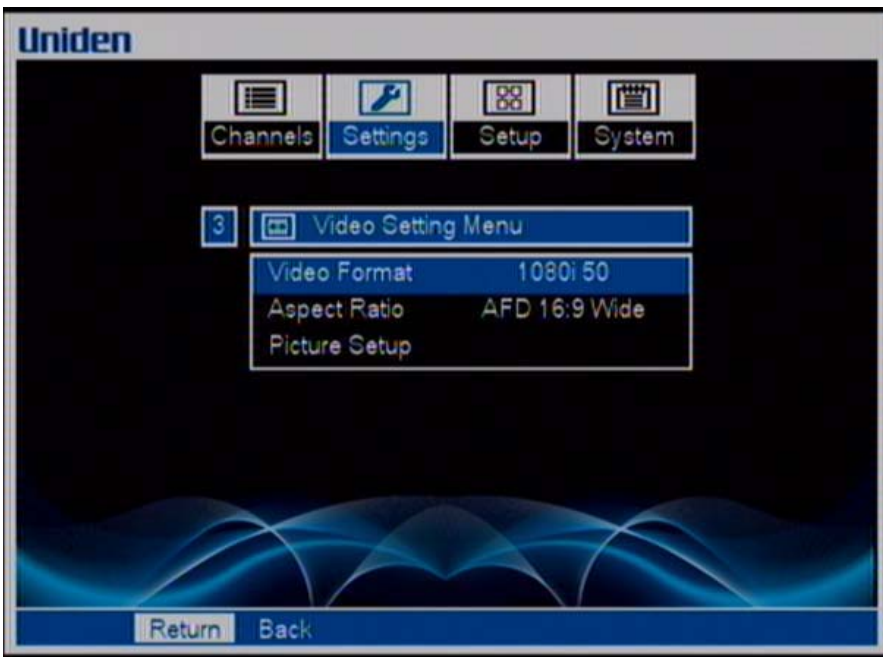 Uniden
Channels Settings Setup System
3 Video Setting Menu
Video Format 1080i 50
Aspect Ratio AFD 16:9 Wide
Picture Setup
Return Back